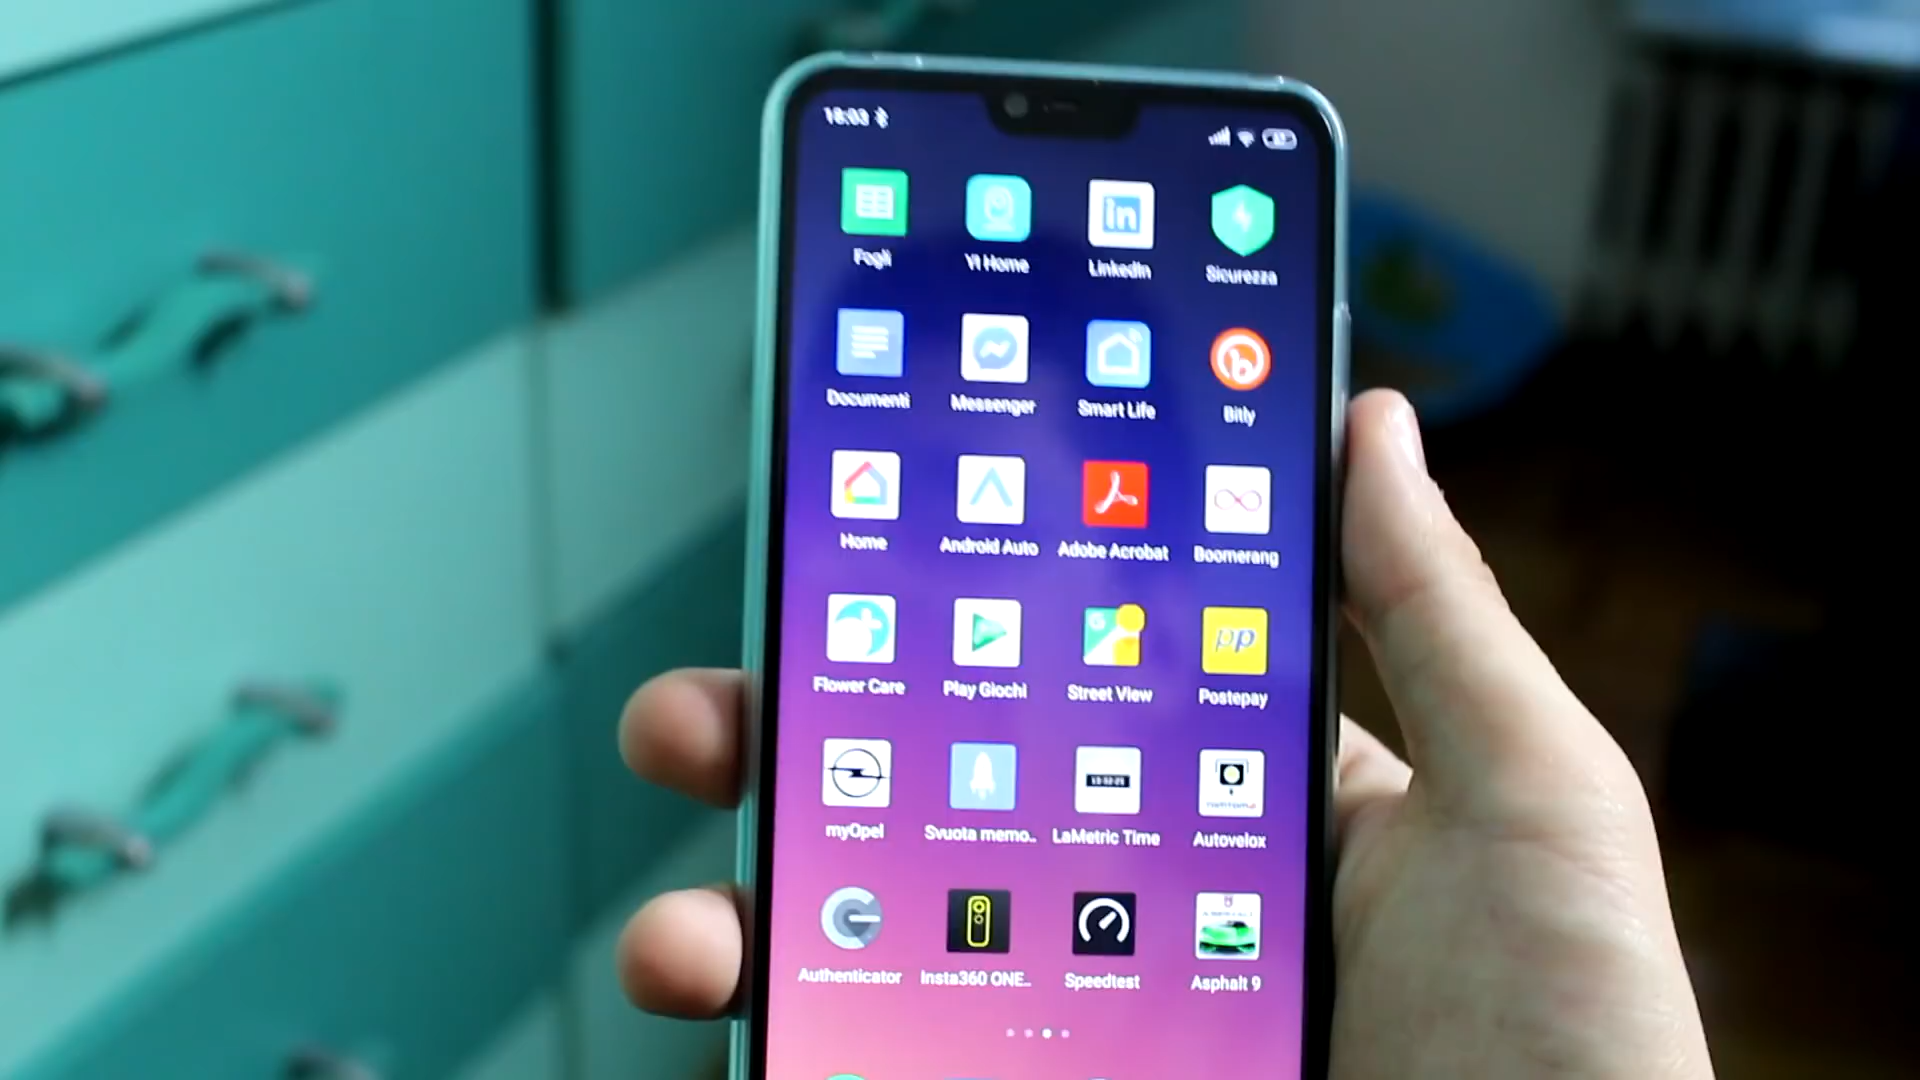 18:03
Fogli
YI Home
in
LinkedIn
Sicurezza
Documenti
Messenger
Smart Life
b
Bitly
Home
Android Auto
Adobe Acrobat
Boomerang
G
pp
Flower Care
Play Giochi
Street View
Postepay
myOpel
Svuota memo..
LaMetric Time
Autovelox
G
Authenticator
Insta360 ONE..
Speedtest
Asphalt 9